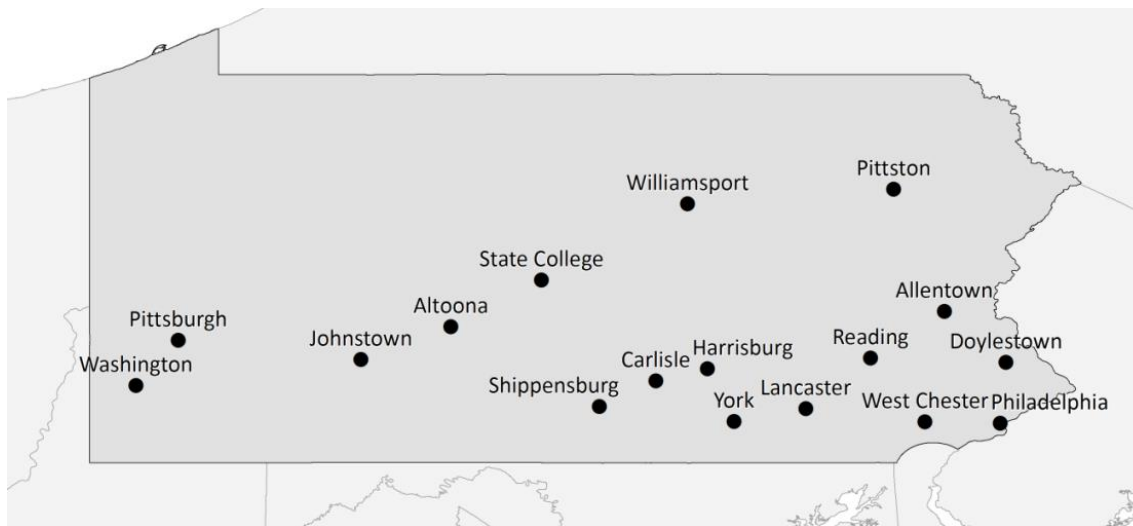 Pittston
Williamsport
State College
Allentown
Altoona
Pittsburgh
Johnstown
Reading
Doylestown
Washington
Carlisle
Harrisburg
Shippensburg
York
Lancaster
West Chester
Philadelphia